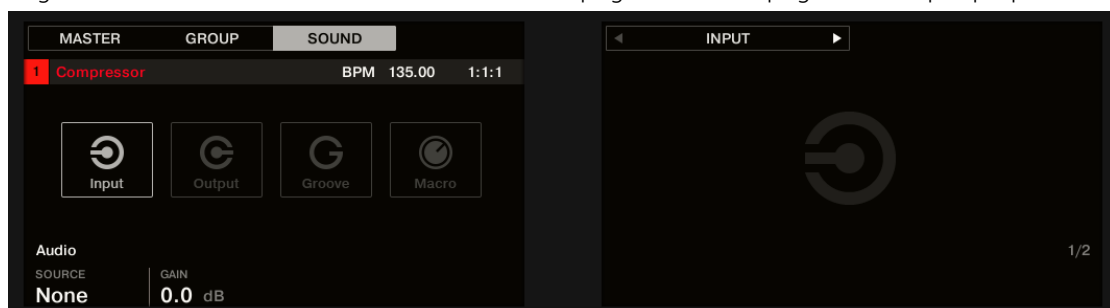 MASTER GROUP SOUND
1 Compressor BPM 135.00 1:1:1
Input Output Groove Macro
Audio
SOURCE GAIN
None 0.0 dB
INPUT
1/2